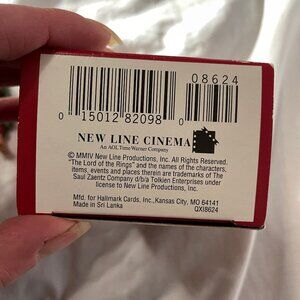 08624
0 15012 82098 0
NEW LINE CINEMA
An AOL Time Warner Company
© MMIV New Line Productions, Inc. All Rights Reserved.
"The Lord of the Rings" and the names of the characters,
items, events and places therein are trademarks of The
Saul Zaentz Company d/b/a Tolkien Enterprises under
license to New Line Productions, Inc.
Mfd. for Hallmark Cards, Inc., Kansas City, MO 64141
Made in Sri Lanka
QXI8624